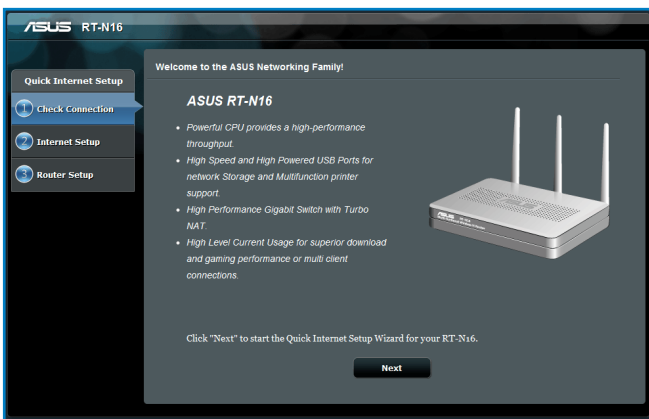 ASUS RT-N16
Quick Internet Setup
1 Check Connection
2 Internet Setup
3 Router Setup
Welcome to the ASUS Networking Family!
ASUS RT-N16
• Powerful CPU provides a high-performance
throughput.
• High Speed and High Powered USB Ports for
network Storage and Multifunction printer
support.
• High Performance Gigabit Switch with Turbo
NAT.
• High Level Current Usage for superior download
and gaming performance or multi client
connections.
ASUS
Click "Next" to start the Quick Internet Setup Wizard for your RT-N16.
Next